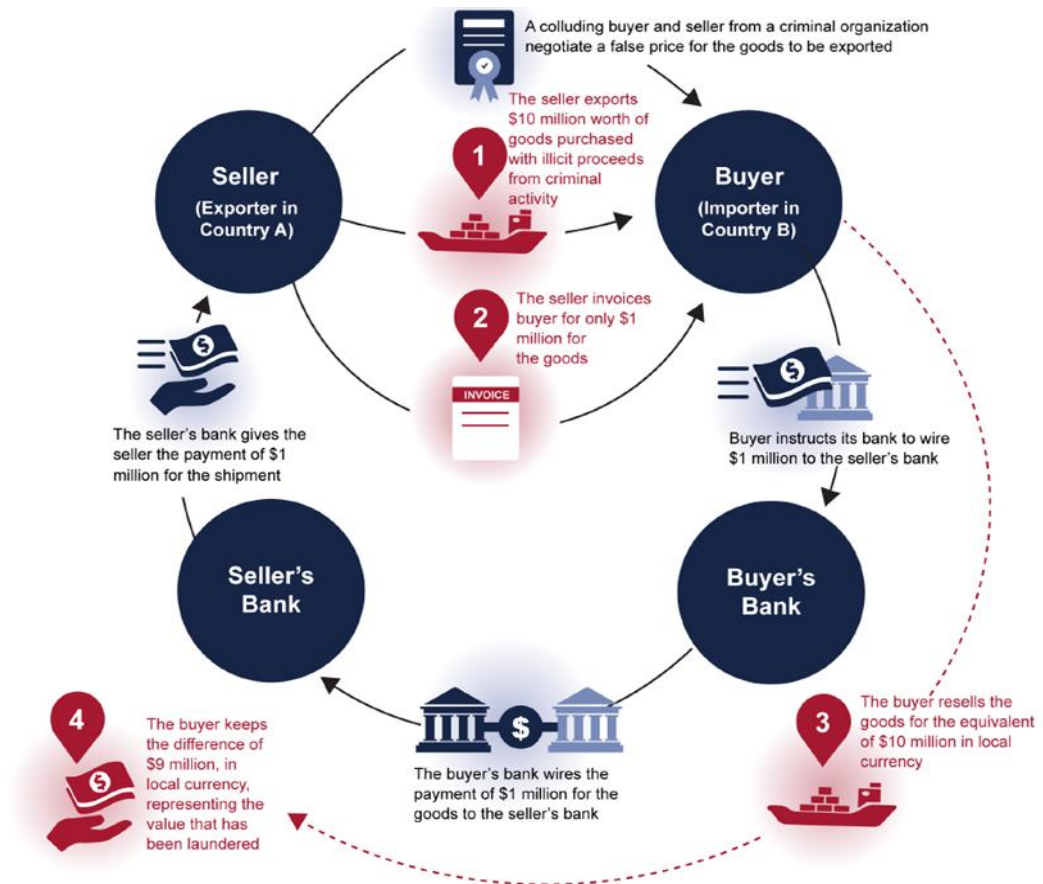 A colluding buyer and seller from a criminal organization
negotiate a false price for the goods to be exported
Seller
(Exporter in
Country A)
1
The seller exports
$10 million worth of
goods purchased
with illicit proceeds
from criminal
activity
Buyer
(Importer in
Country B)
2
The seller invoices
buyer for only $1
million for
the goods
INVOICE
$
The seller's bank gives the
seller the payment of $1
million for the shipment
$
Buyer instructs its bank to wire
$1 million to the seller's bank
Seller's
Bank
Buyer's
Bank
4
The buyer keeps
the difference of
$9 million, in
local currency,
representing the
value that has
been laundered
$
$
The buyer's bank wires the
payment of $1 million for the
goods to the seller's bank
3
The buyer resells the
goods for the equivalent
of $10 million in local
currency